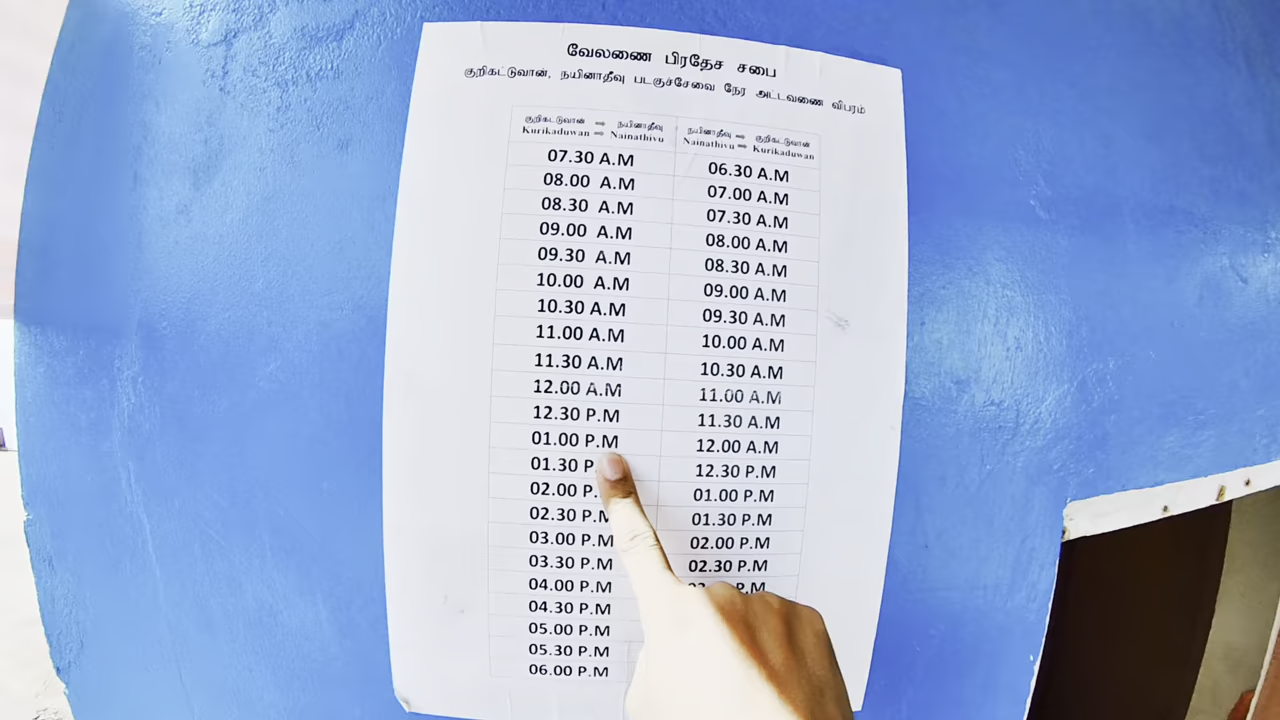 வேலணை பிரதேச சபை
குறிகட்டுவான், நயினாதீவு படகுச்சேவை நேர அட்டவணை விபரம்
குறிகட்டுவான் ⇒ நயினாதீவு நயினாதீவு ⇒ குறிகட்டுவான்
Kurikaduwan ⇒ Nainathivu Nainathivu ⇒ Kurikaduwan
07.30 A.M 06.30 A.M
08.00 A.M 07.00 A.M
08.30 A.M 07.30 A.M
09.00 A.M 08.00 A.M
09.30 A.M 08.30 A.M
10.00 A.M 09.00 A.M
10.30 A.M 09.30 A.M
11.00 A.M 10.00 A.M
11.30 A.M 10.30 A.M
12.00 A.M 11.00 A.M
12.30 P.M 11.30 A.M
01.00 P.M 12.00 A.M
01.30 P 12.30 P.M
02.00 P. 01.00 P.M
02.30 P.M 01.30 P.M
03.00 P.M 02.00 P.M
03.30 P.M 02.30 P.M
04.00 P.M P.M
04.30 P.M
05.00 P.M
05.30 P.M
06.00 P.M